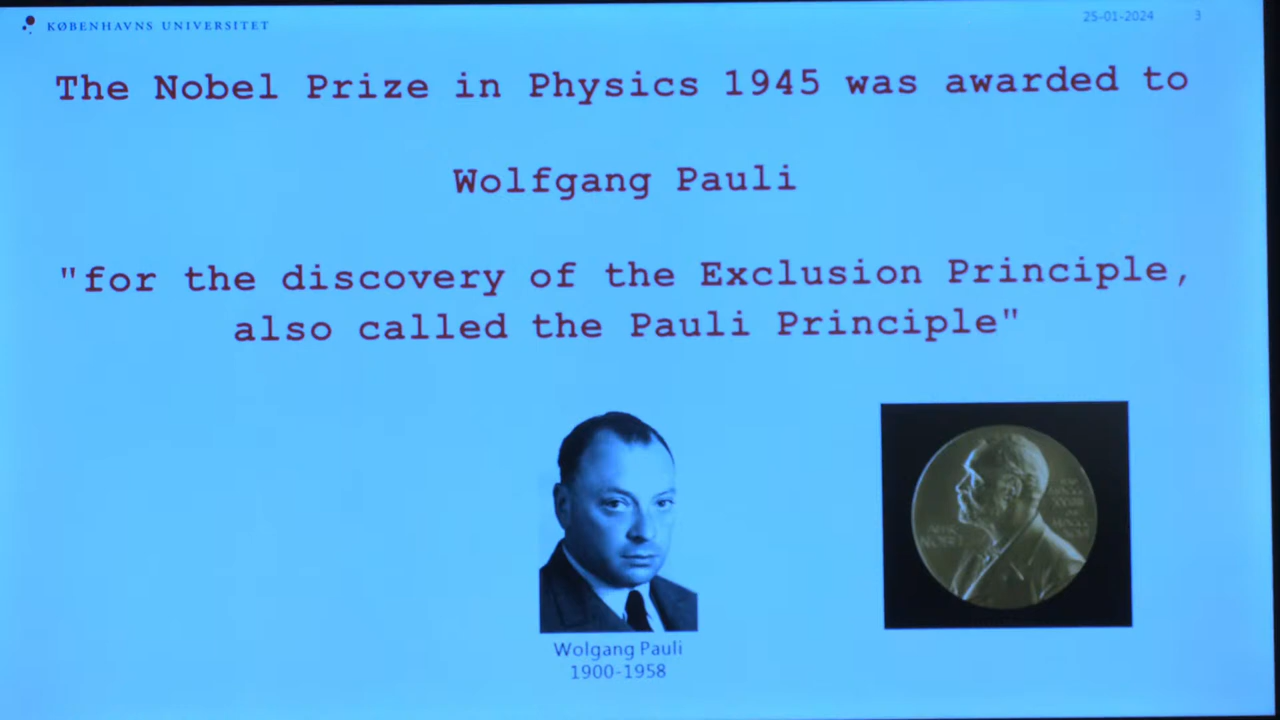 KØBENHAVNS UNIVERSITET
25-01-2024 3
The Nobel Prize in Physics 1945 was awarded to
Wolfgang Pauli
"for the discovery of the Exclusion Principle,
also called the Pauli Principle"
Wolgang Pauli
1900-1958